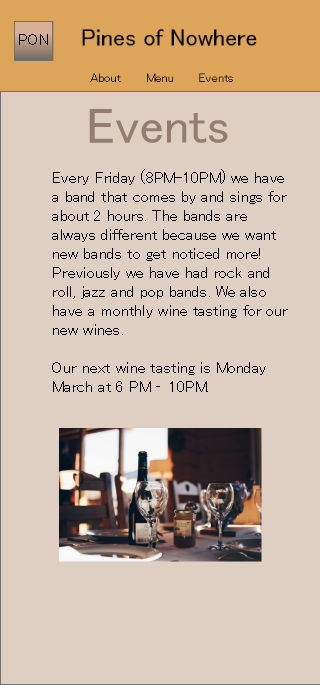 PON
Pines of Nowhere
About Menu Events
Events
Every Friday (8PM-10PM) we have
a band that comes by and sings for
about 2 hours. The bands are
always different because we want
new bands to get noticed more!
Previously we have had rock and
roll, jazz and pop bands. We also
have a monthly wine tasting for our
new wines.
Our next wine tasting is Monday
March at 6 PM - 10PM.